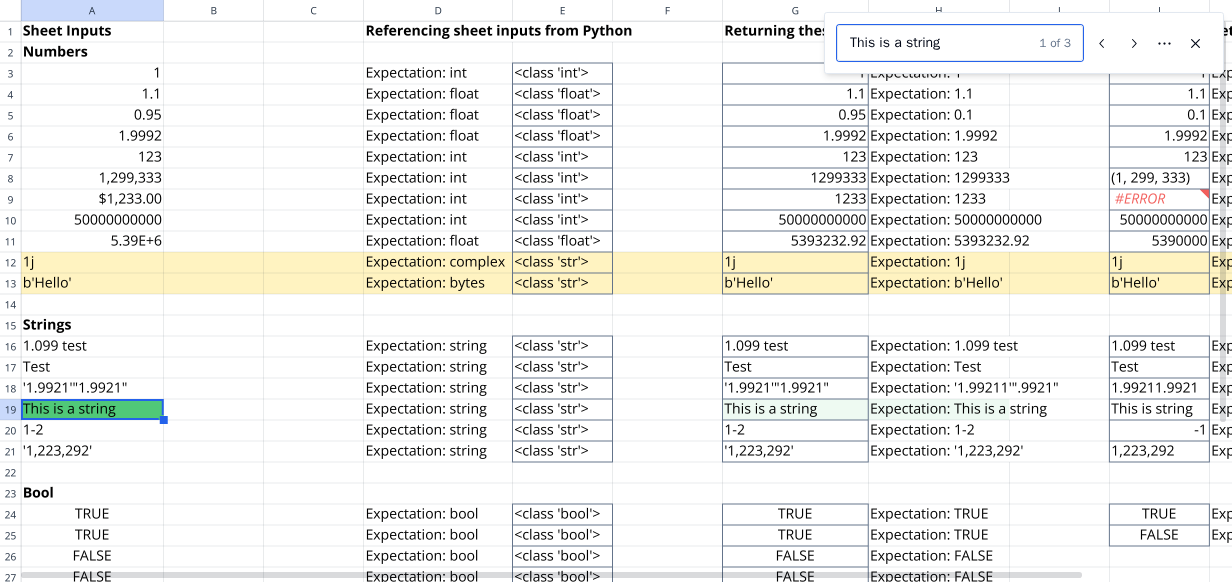 A B C D E F G H I J
1 Sheet Inputs Referencing sheet inputs from Python Returning thes
This is a string 1 of 3
2 Numbers
3 1 Expectation: int <class 'int'> 1 Expectation: 1 1 Exp
4 1.1 Expectation: float <class 'float'> 1.1 Expectation: 1.1 1.1 Exp
5 0.95 Expectation: float <class 'float'> 0.95 Expectation: 0.1 0.1 Exp
6 1.9992 Expectation: float <class 'float'> 1.9992 Expectation: 1.9992 1.9992 Exp
7 123 Expectation: int <class 'int'> 123 Expectation: 123 123 Exp
8 1,299,333 Expectation: int <class 'int'> 1299333 Expectation: 1299333 (1, 299, 333) Exp
9 $1,233.00 Expectation: int <class 'int'> 1233 Expectation: 1233 #ERROR Exp
10 50000000000 Expectation: int <class 'int'> 50000000000 Expectation: 50000000000 50000000000 Exp
11 5.39E+6 Expectation: float <class 'float'> 5393232.92 Expectation: 5393232.92 5390000 Exp
12 1j Expectation: complex <class 'str'> 1j Expectation: 1j 1j Exp
13 b'Hello' Expectation: bytes <class 'str'> b'Hello' Expectation: b'Hello' b'Hello' Exp
14
15 Strings
16 1.099 test Expectation: string <class 'str'> 1.099 test Expectation: 1.099 test 1.099 test Exp
17 Test Expectation: string <class 'str'> Test Expectation: Test Test Exp
18 '1.9921'"1.9921" Expectation: string <class 'str'> '1.9921'"1.9921" Expectation: '1.99211'".9921" 1.99211.9921 Exp
19 This is a string Expectation: string <class 'str'> This is a string Expectation: This is a string This is a string Exp
20 1-2 Expectation: string <class 'str'> 1-2 Expectation: 1-2 -1 Exp
21 '1,223,292' Expectation: string <class 'str'> '1,223,292' Expectation: '1,223,292' 1,223,292 Exp
22
23 Bool
24 TRUE Expectation: bool <class 'bool'> TRUE Expectation: TRUE TRUE Exp
25 TRUE Expectation: bool <class 'bool'> TRUE Expectation: TRUE FALSE Exp
26 FALSE Expectation: bool <class 'bool'> FALSE Expectation: FALSE
27 FALSE Expectation: bool <class 'bool'> FALSE Expectation: FALSE